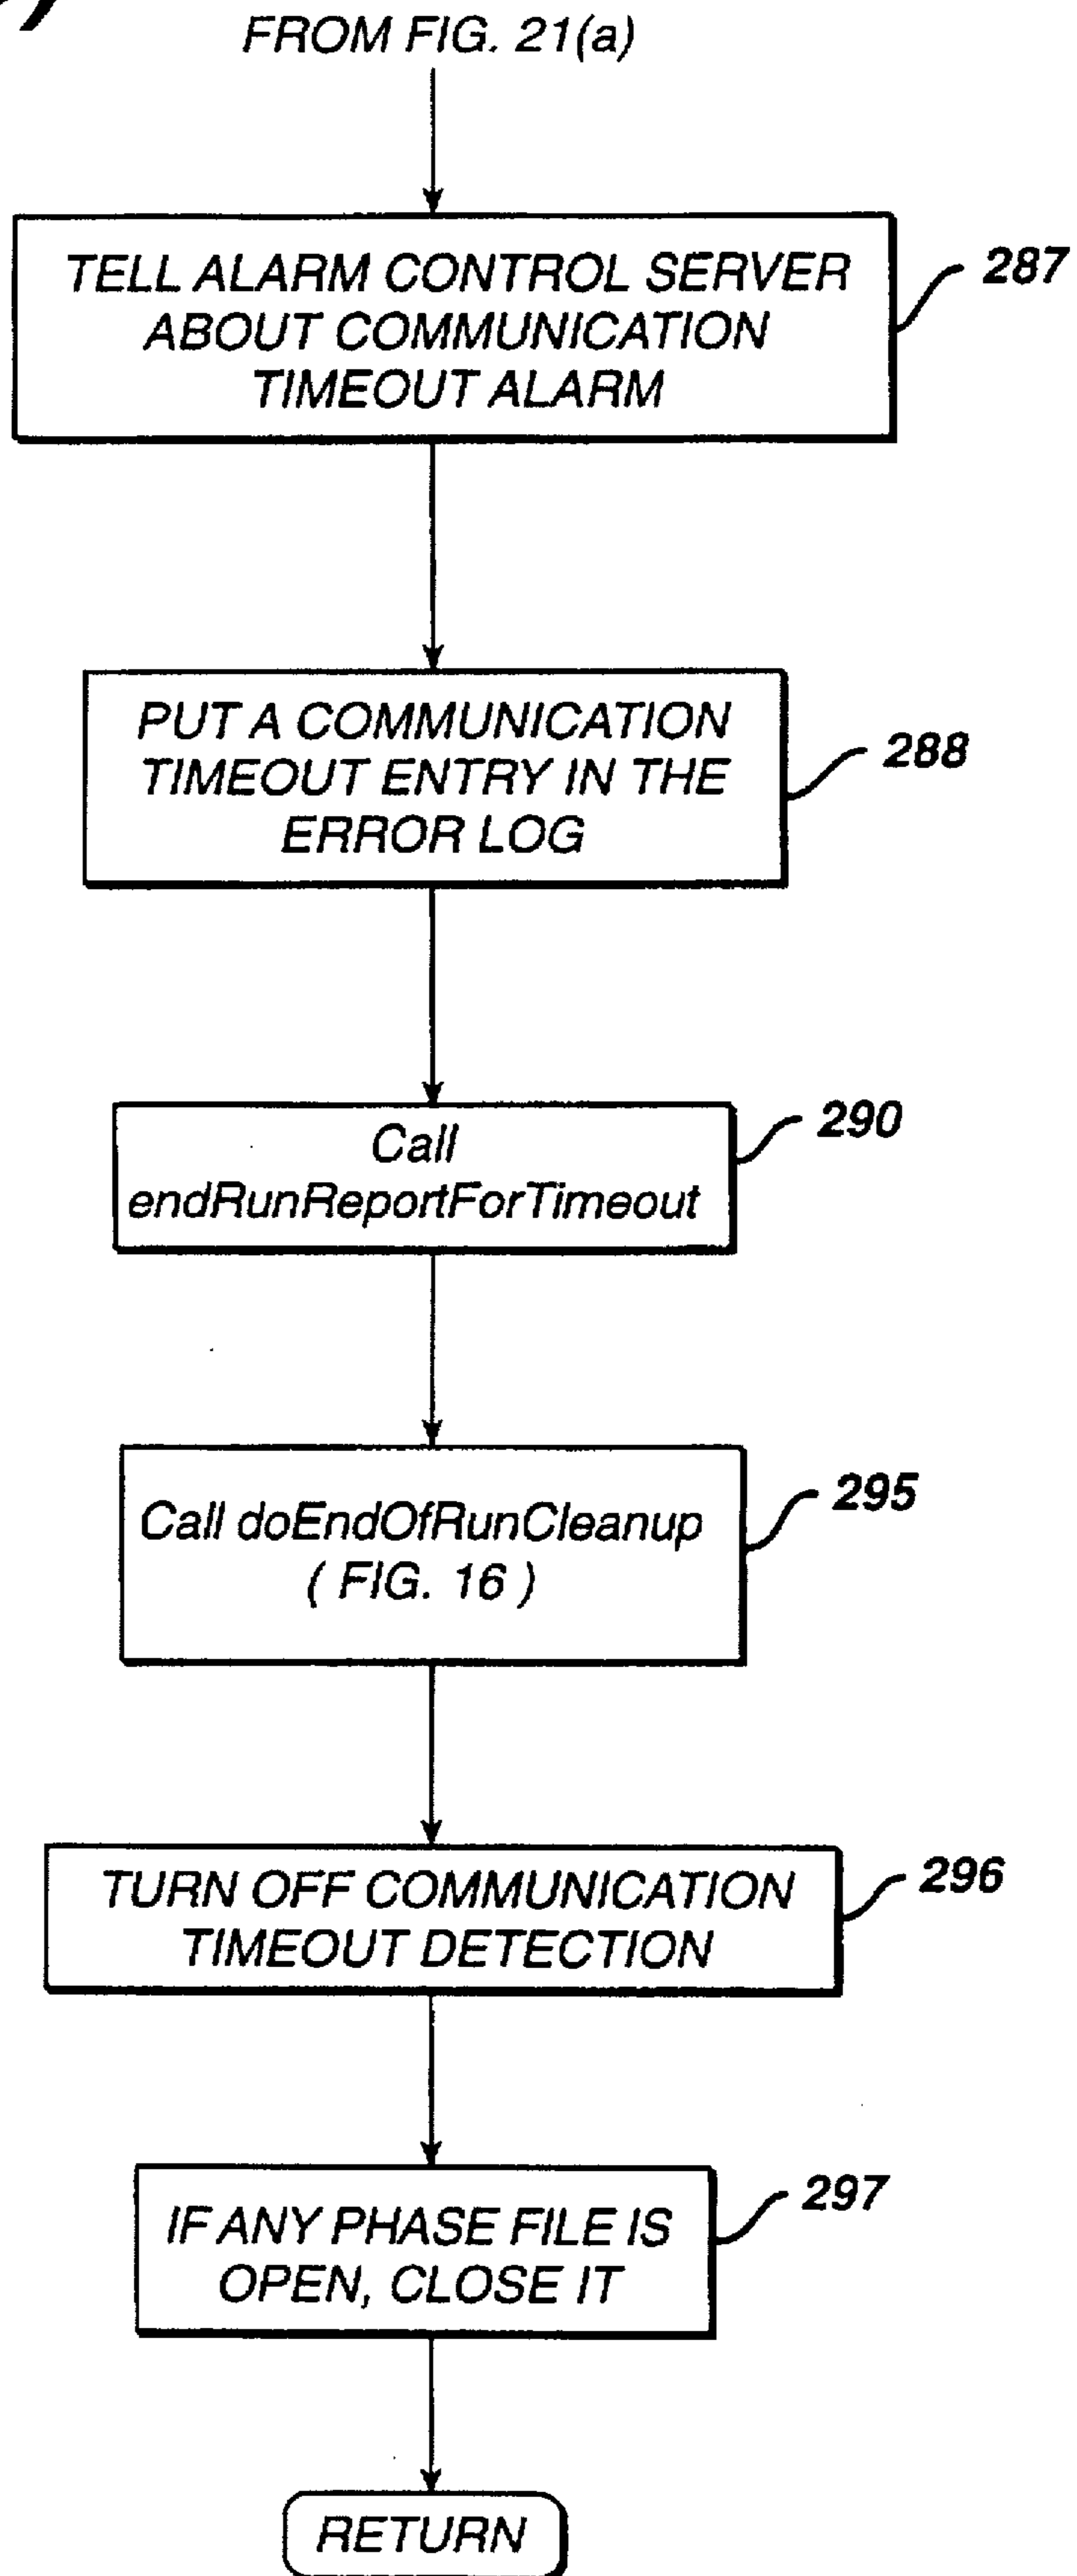 FROM FIG. 21(a)
TELL ALARM CONTROL SERVER
ABOUT COMMUNICATION
TIMEOUT ALARM
287
PUT A COMMUNICATION
TIMEOUT ENTRY IN THE
ERROR LOG
288
Call
endRunReportForTimeout
290
Call doEndOfRunCleanup
( FIG. 16 )
295
TURN OFF COMMUNICATION
TIMEOUT DETECTION
296
IF ANY PHASE FILE IS
OPEN, CLOSE IT
297
RETURN